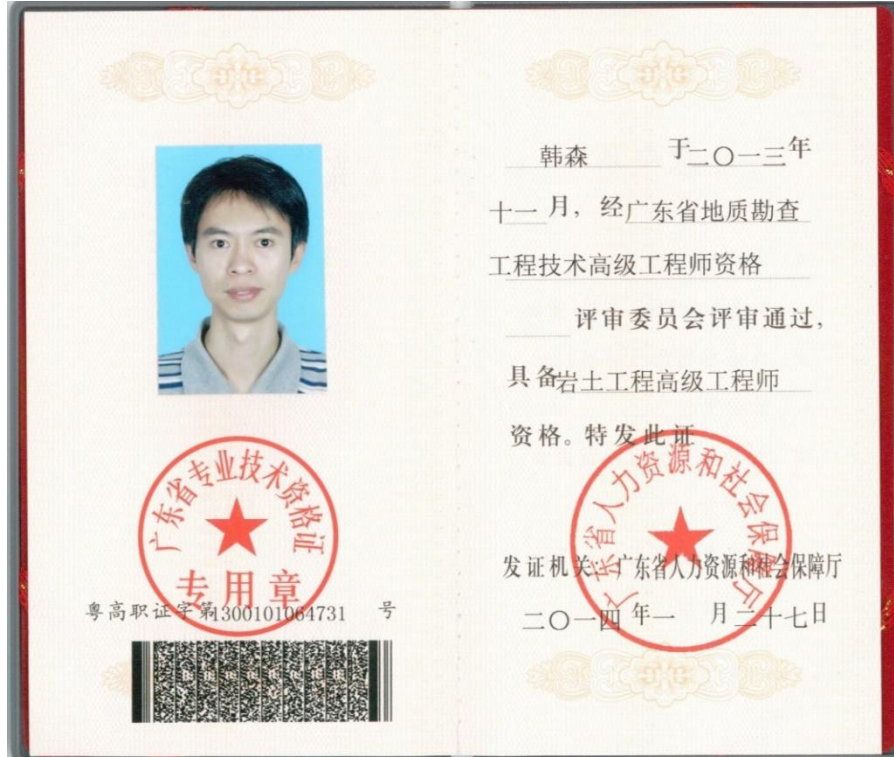 广东省专业技术资格证
专用章
粤高职证字第1300101064731 号
韩森 于二〇一三年
十一月，经广东省地质勘查
工程技术高级工程师资格
评审委员会评审通过，
具备岩土工程高级工程师
资格。特发此证
广东省人力资源和社会保障厅
发证机关：广东省人力资源和社会保障厅
二〇一四年一 月二十七日